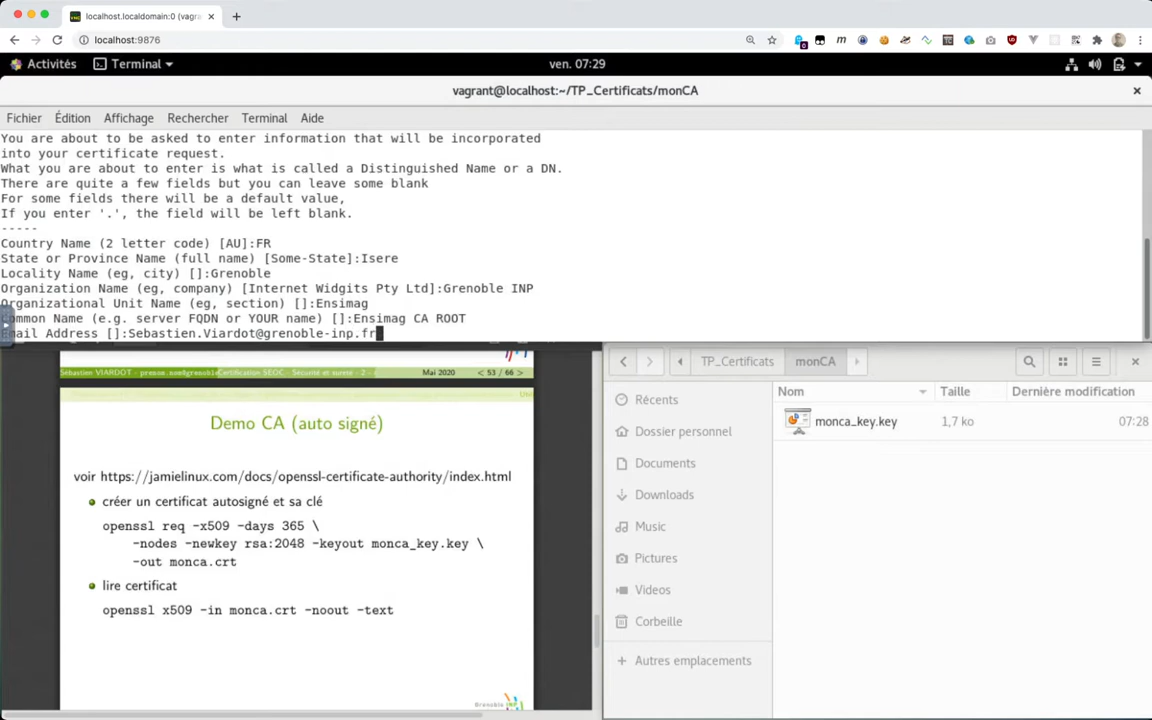 localhost.localdomain:0 (vagra
localhost:9876
Activités
Terminal
ven. 07:29
vagrant@localhost:~/TP_Certificats/monCA
Fichier
Édition
Affichage
Rechercher
Terminal
Aide
You are about to be asked to enter information that will be incorporated
into your certificate request.
What you are about to enter is what is called a Distinguished Name or a DN.
There are quite a few fields but you can leave some blank
For some fields there will be a default value,
If you enter '.', the field will be left blank.
-----
Country Name (2 letter code) [AU]:FR
State or Province Name (full name) [Some-State]:Isere
Locality Name (eg, city) []:Grenoble
Organization Name (eg, company) [Internet Widgits Pty Ltd]:Grenoble INP
Organizational Unit Name (eg, section) []:Ensimag
Common Name (e.g. server FQDN or YOUR name) []:Ensimag CA ROOT
Email Address []:Sebastien.Viardot@grenoble-inp.fr
Mai 2020
< 53 / 66 >
Demo CA (auto signé)
voir https://jamielinux.com/docs/openssl-certificate-authority/index.html
créer un certificat autosigné et sa clé
openssl req -x509 -days 365 \
-nodes -newkey rsa:2048 -keyout monca_key.key \
-out monca.crt
lire certificat
openssl x509 -in monca.crt -noout -text
Grenoble INP
TP_Certificats
monCA
Récents
Dossier personnel
Documents
Downloads
Music
Pictures
Videos
Corbeille
Autres emplacements
Nom
Taille
Dernière modification
monca_key.key
1,7 ko
07:28